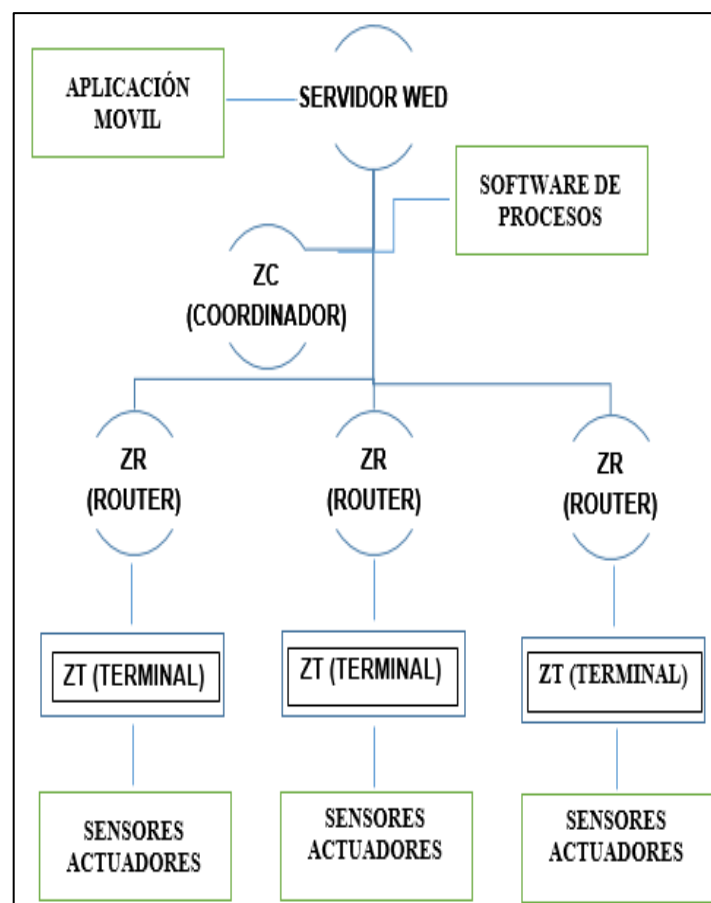 APLICACIÓN
MOVIL
SERVIDOR WED
SOFTWARE DE
PROCESOS
ZC
(COORDINADOR)
ZR
(ROUTER)
ZR
(ROUTER)
ZR
(ROUTER)
ZT (TERMINAL)
ZT (TERMINAL)
ZT (TERMINAL)
SENSORES
ACTUADORES
SENSORES
ACTUADORES
SENSORES
ACTUADORES